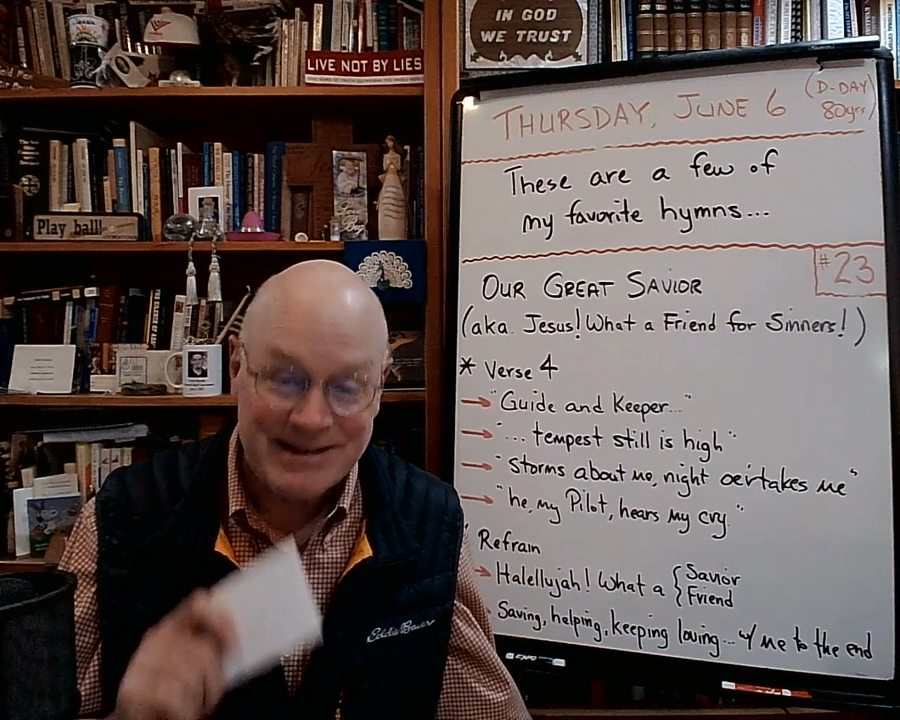 IN GOD
WE TRUST
LIVE NOT BY LIES
Play ball!
THURSDAY, JUNE 6 (D-DAY 80yrs)
These are a few of
my favorite hymns...
#23
OUR GREAT SAVIOR
(aka Jesus! What a Friend for Sinners!)
* Verse 4
→ "Guide and Keeper..."
→ "... tempest still is high"
→ "storms about me, night o'ertakes me"
→ "he, my Pilot, hears my cry."
Refrain
→ Halellujah! What a { Savior
Friend
Saving, helping, keeping loving... w/ me to the end
EXPO
Eddie Bauer